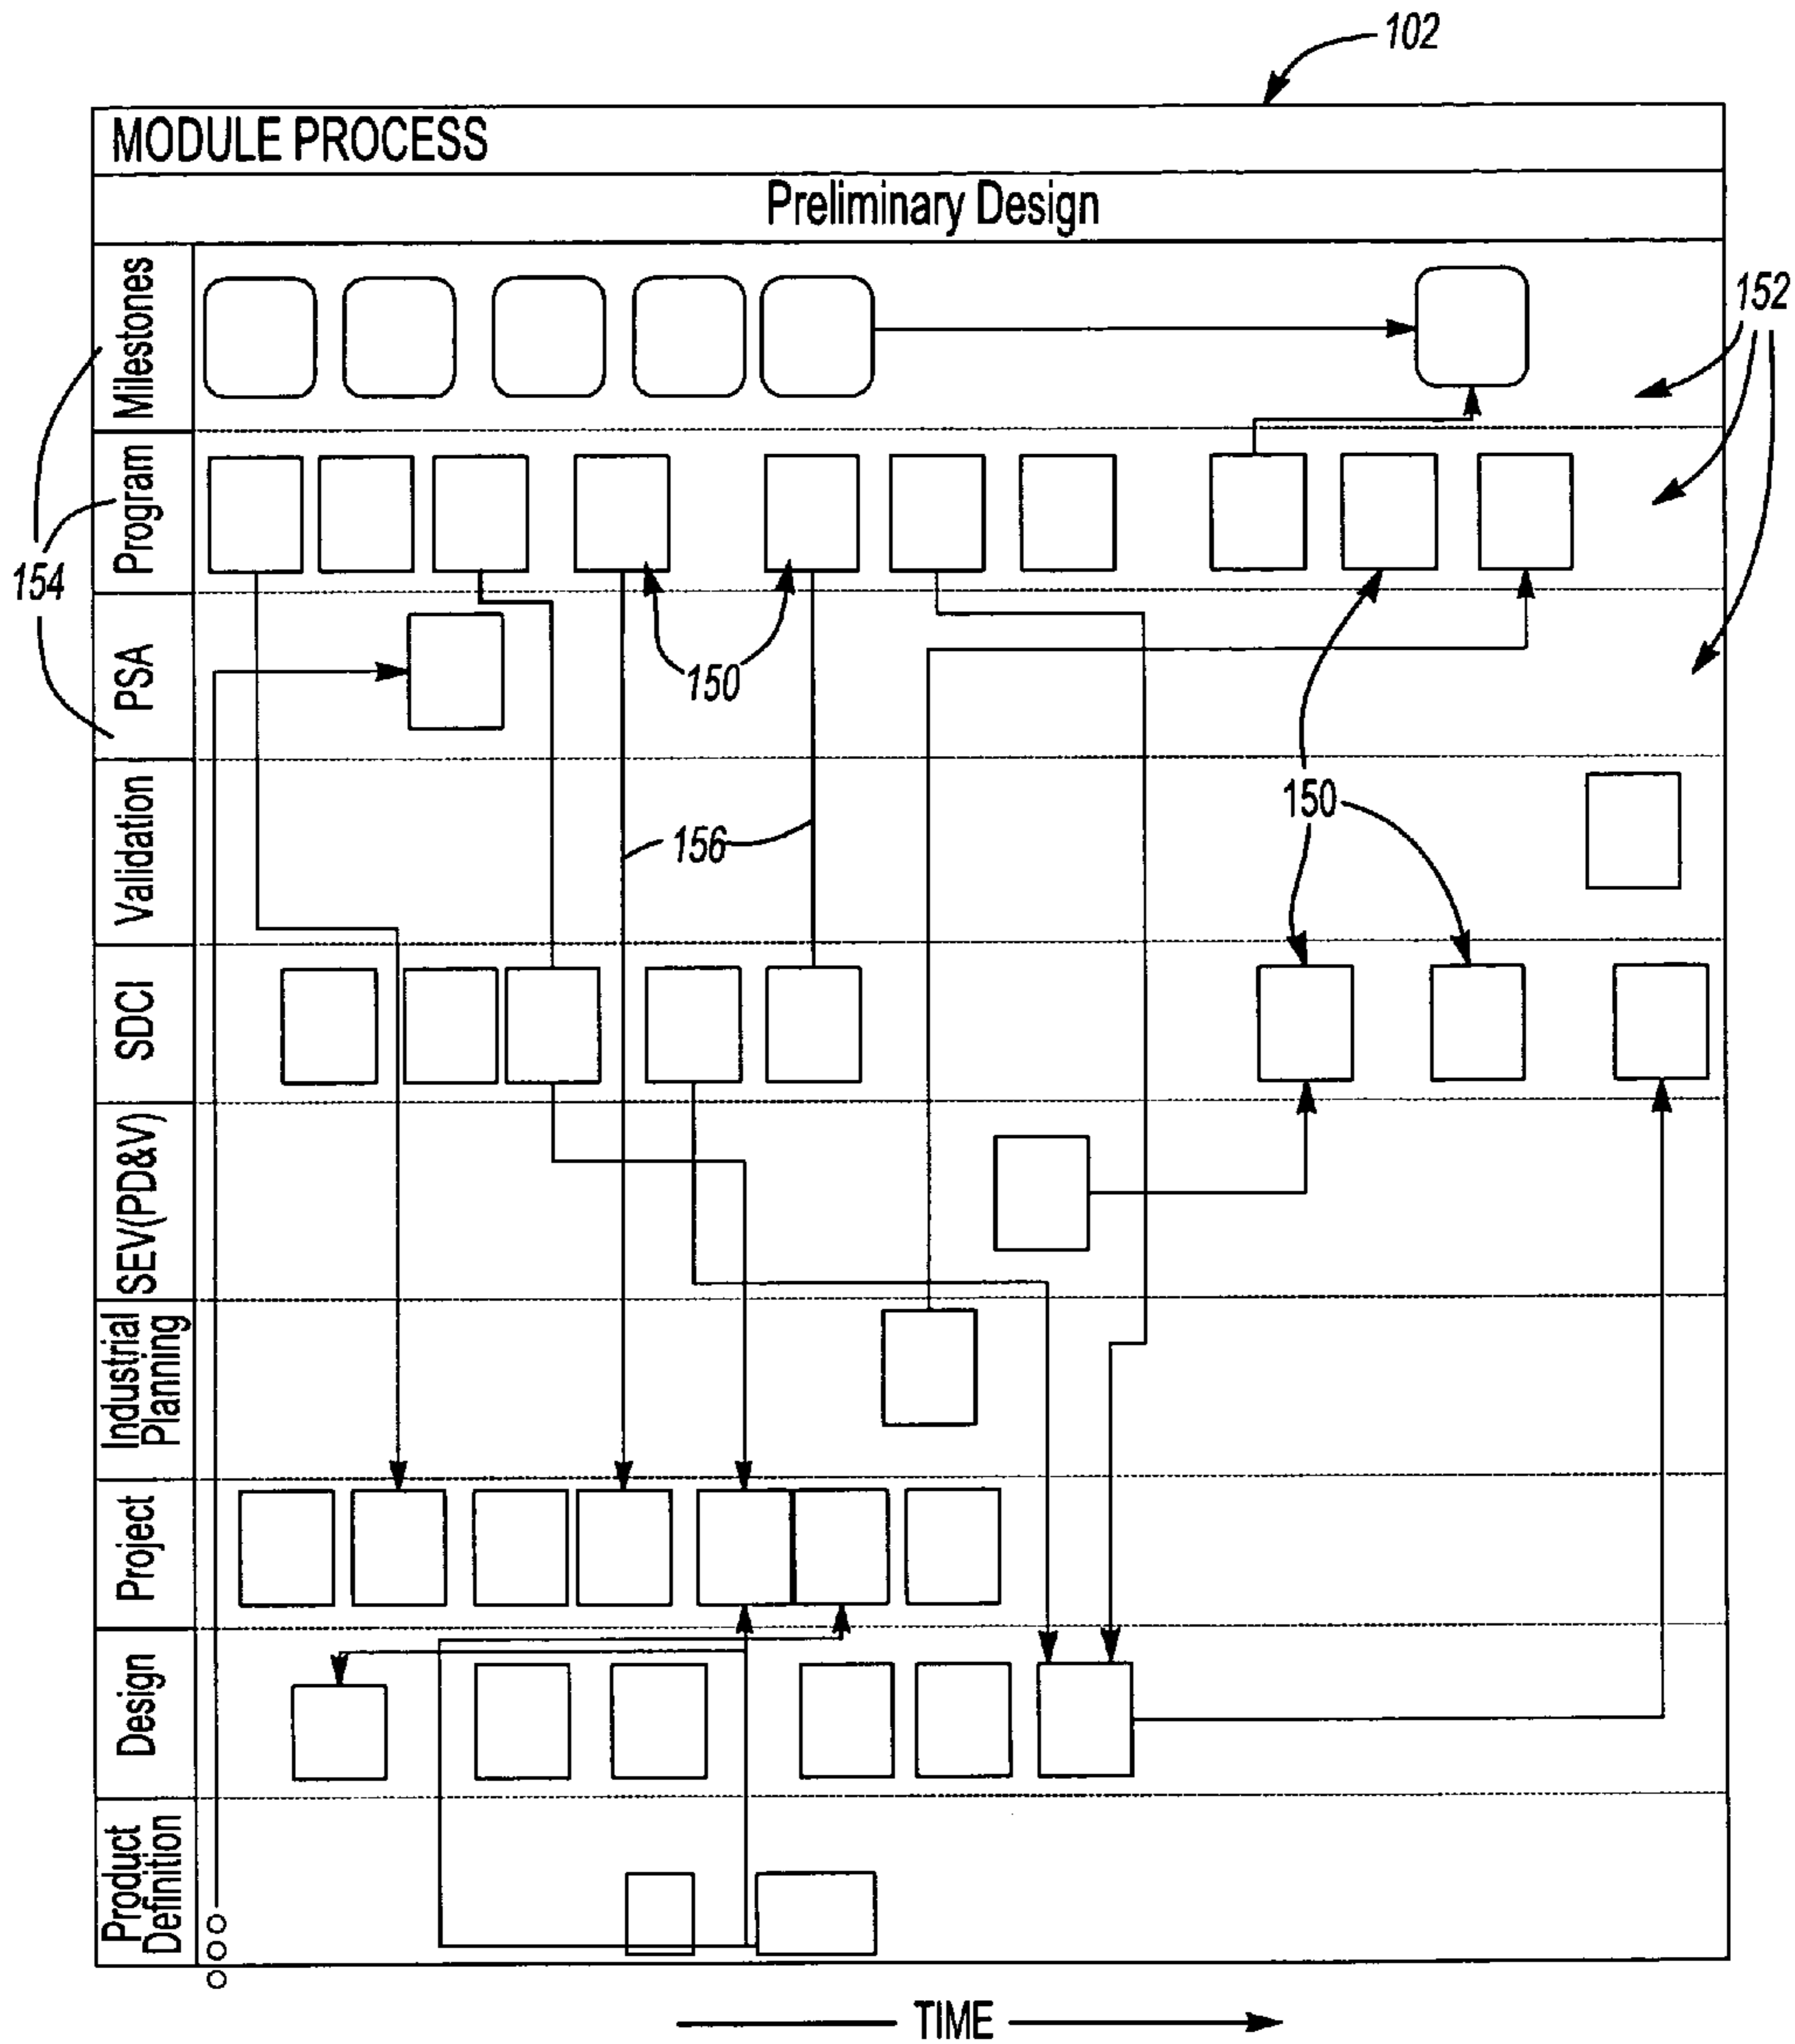 102
MODULE PROCESS
Preliminary Design
Milestones
152
Program
154
PSA
150
Validation
150
156
SDCI
SEV(PD&V)
Industrial
Planning
Project
Design
Product
Definition
TIME